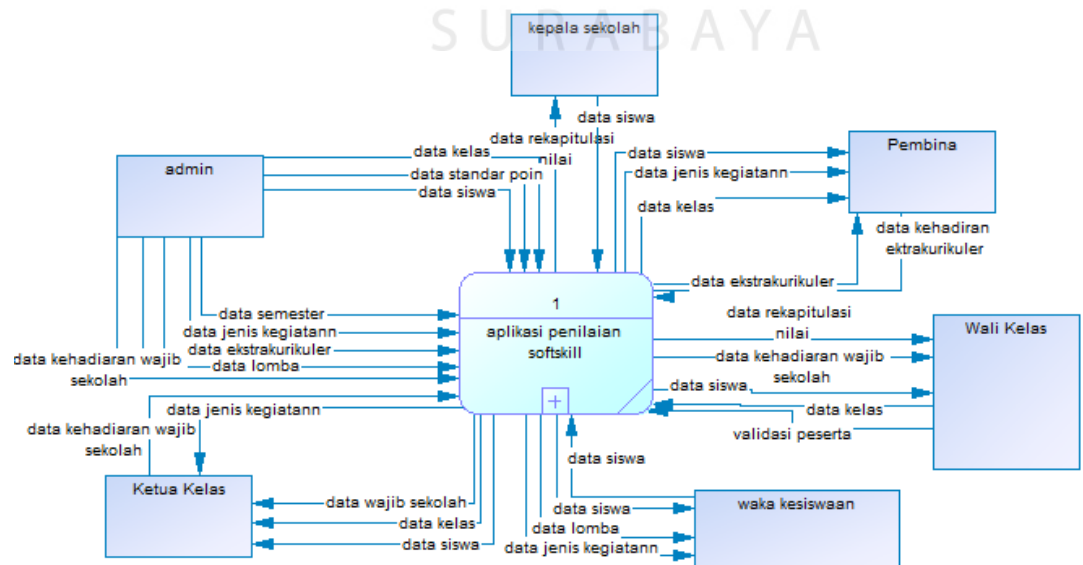 SURABAYA
kepala sekolah
data siswa
data rekapitulasi
nilai
data kelas
data standar poin
data siswa
admin
data siswa
data jenis kegiatann
data kelas
Pembina
data kehadiran
ektrakurikuler
data ekstrakurikuler
1
aplikasi penilaian
softskill
data semester
data jenis kegiatann
data ekstrakurikuler
data lomba
data kehadiaran wajib
sekolah
data rekapitulasi
nilai
data kehadiaran wajib
sekolah
data siswa
data kelas
validasi peserta
Wali Kelas
data jenis kegiatann
data kehadiaran wajib
sekolah
Ketua Kelas
data wajib sekolah
data kelas
data siswa
data siswa
data siswa
data lomba
data jenis kegiatann
waka kesiswaan